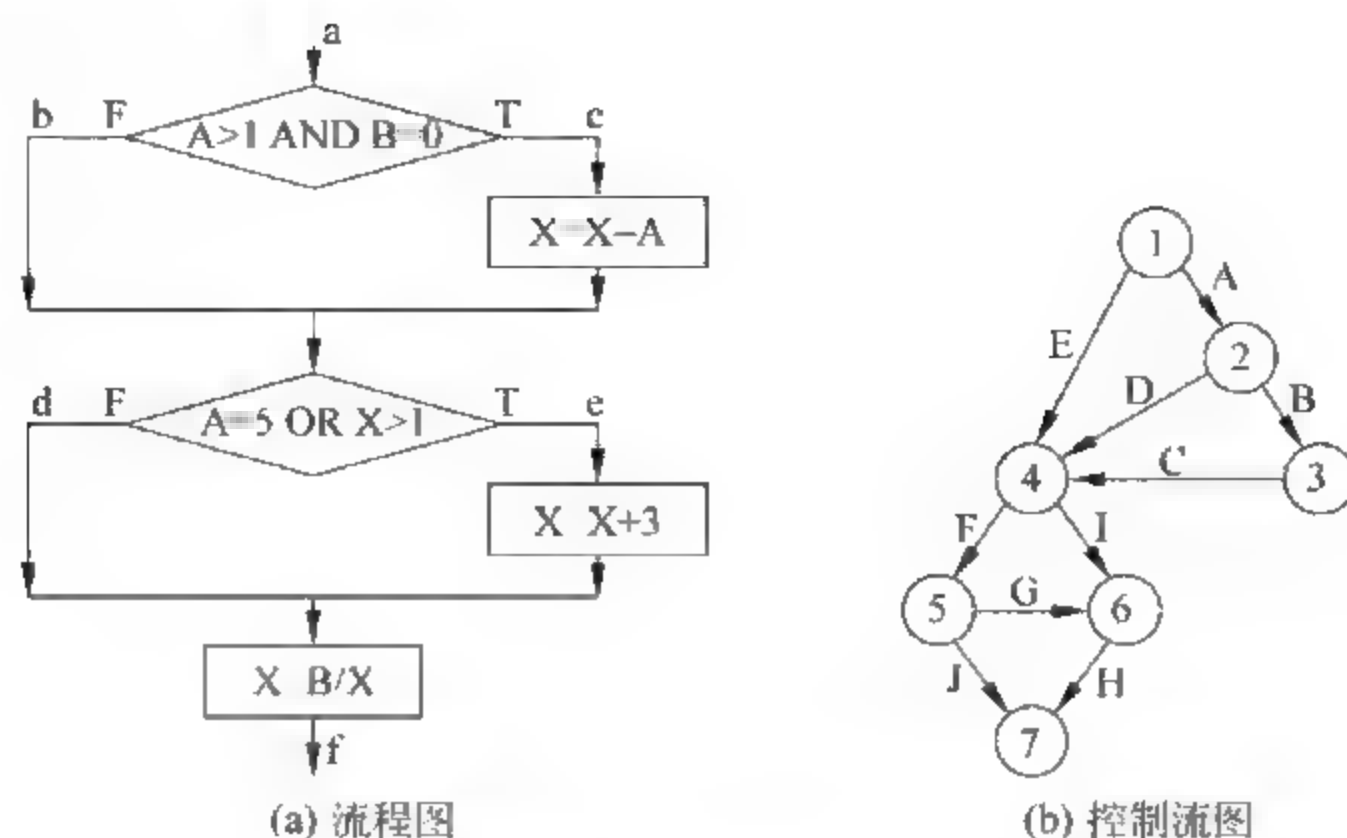 a
b F A>1 AND B=0 T c
X=X-A
d F A=5 OR X>1 T e
X X+3
X B/X
f
(a) 流程图
1
A
E
2
D
B
4
C
3
F
I
5
G
6
J
H
7
(b) 控制流图